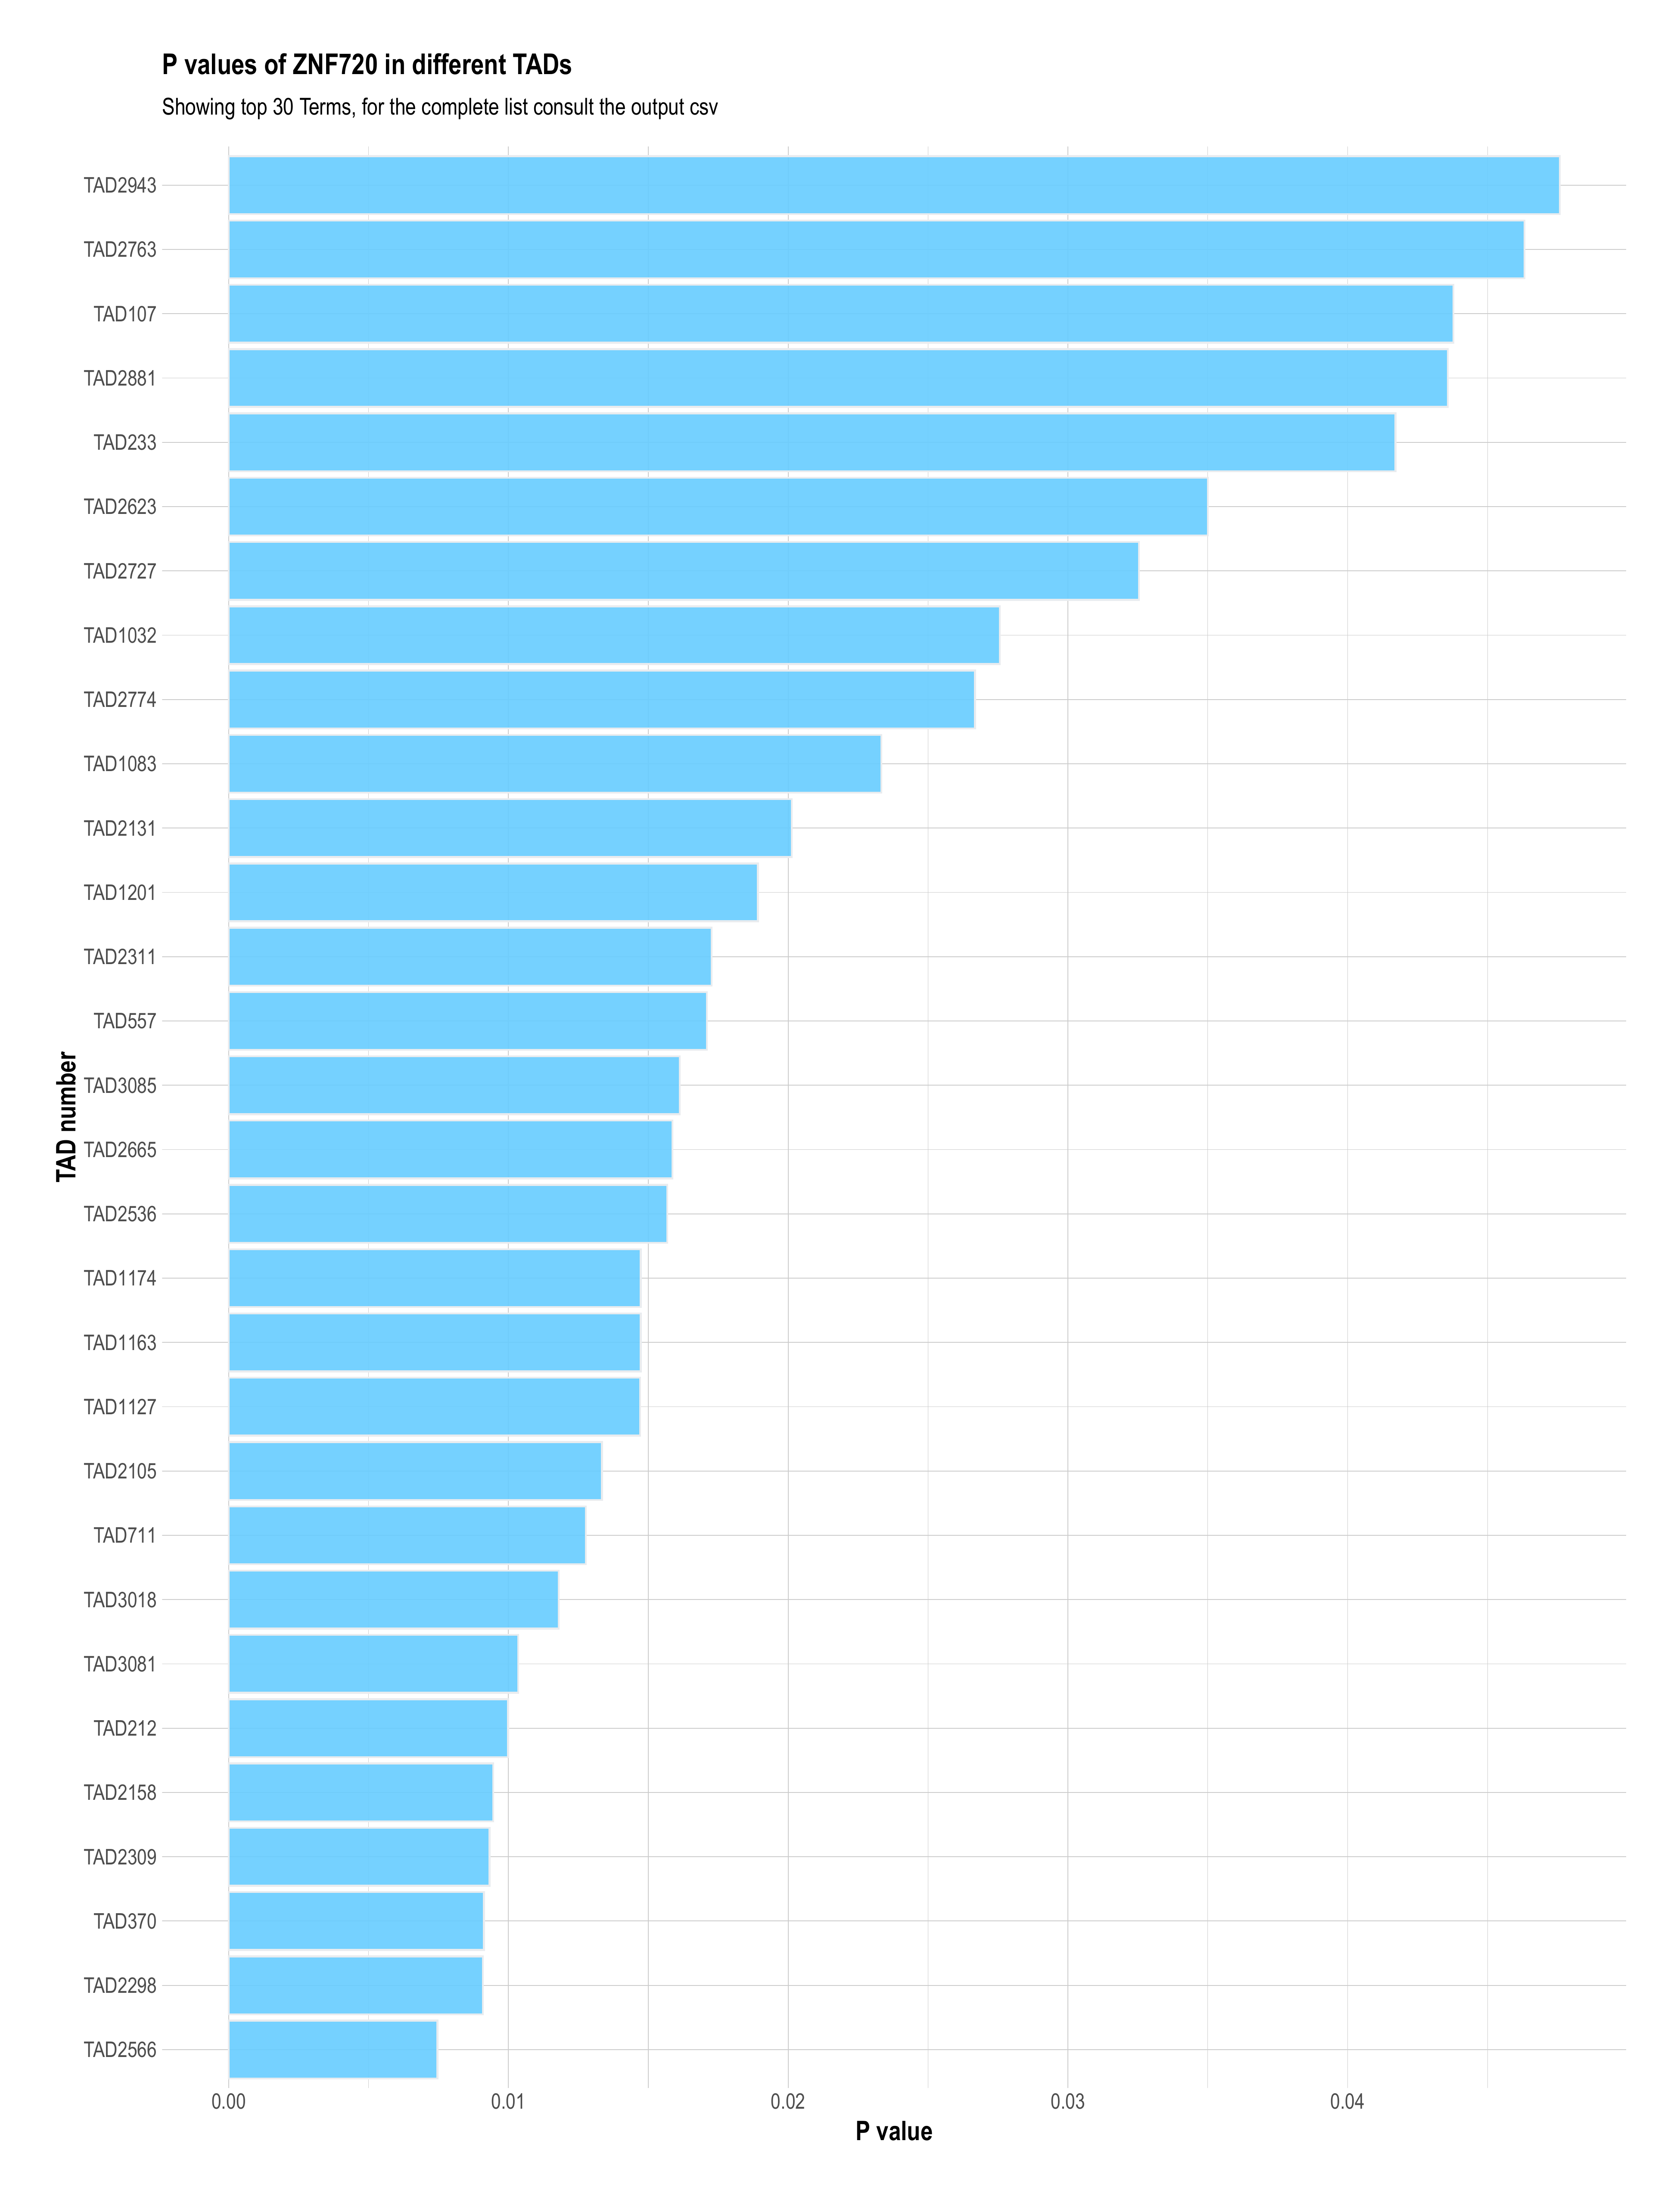 P values of ZNF720 in different TADs
Showing top 30 Terms, for the complete list consult the output csv
TAD number
TAD2943
TAD2763
TAD107
TAD2881
TAD233
TAD2623
TAD2727
TAD1032
TAD2774
TAD1083
TAD2131
TAD1201
TAD2311
TAD557
TAD3085
TAD2665
TAD2536
TAD1174
TAD1163
TAD1127
TAD2105
TAD711
TAD3018
TAD3081
TAD212
TAD2158
TAD2309
TAD370
TAD2298
TAD2566
0.00 0.01 0.02 0.03 0.04
P value